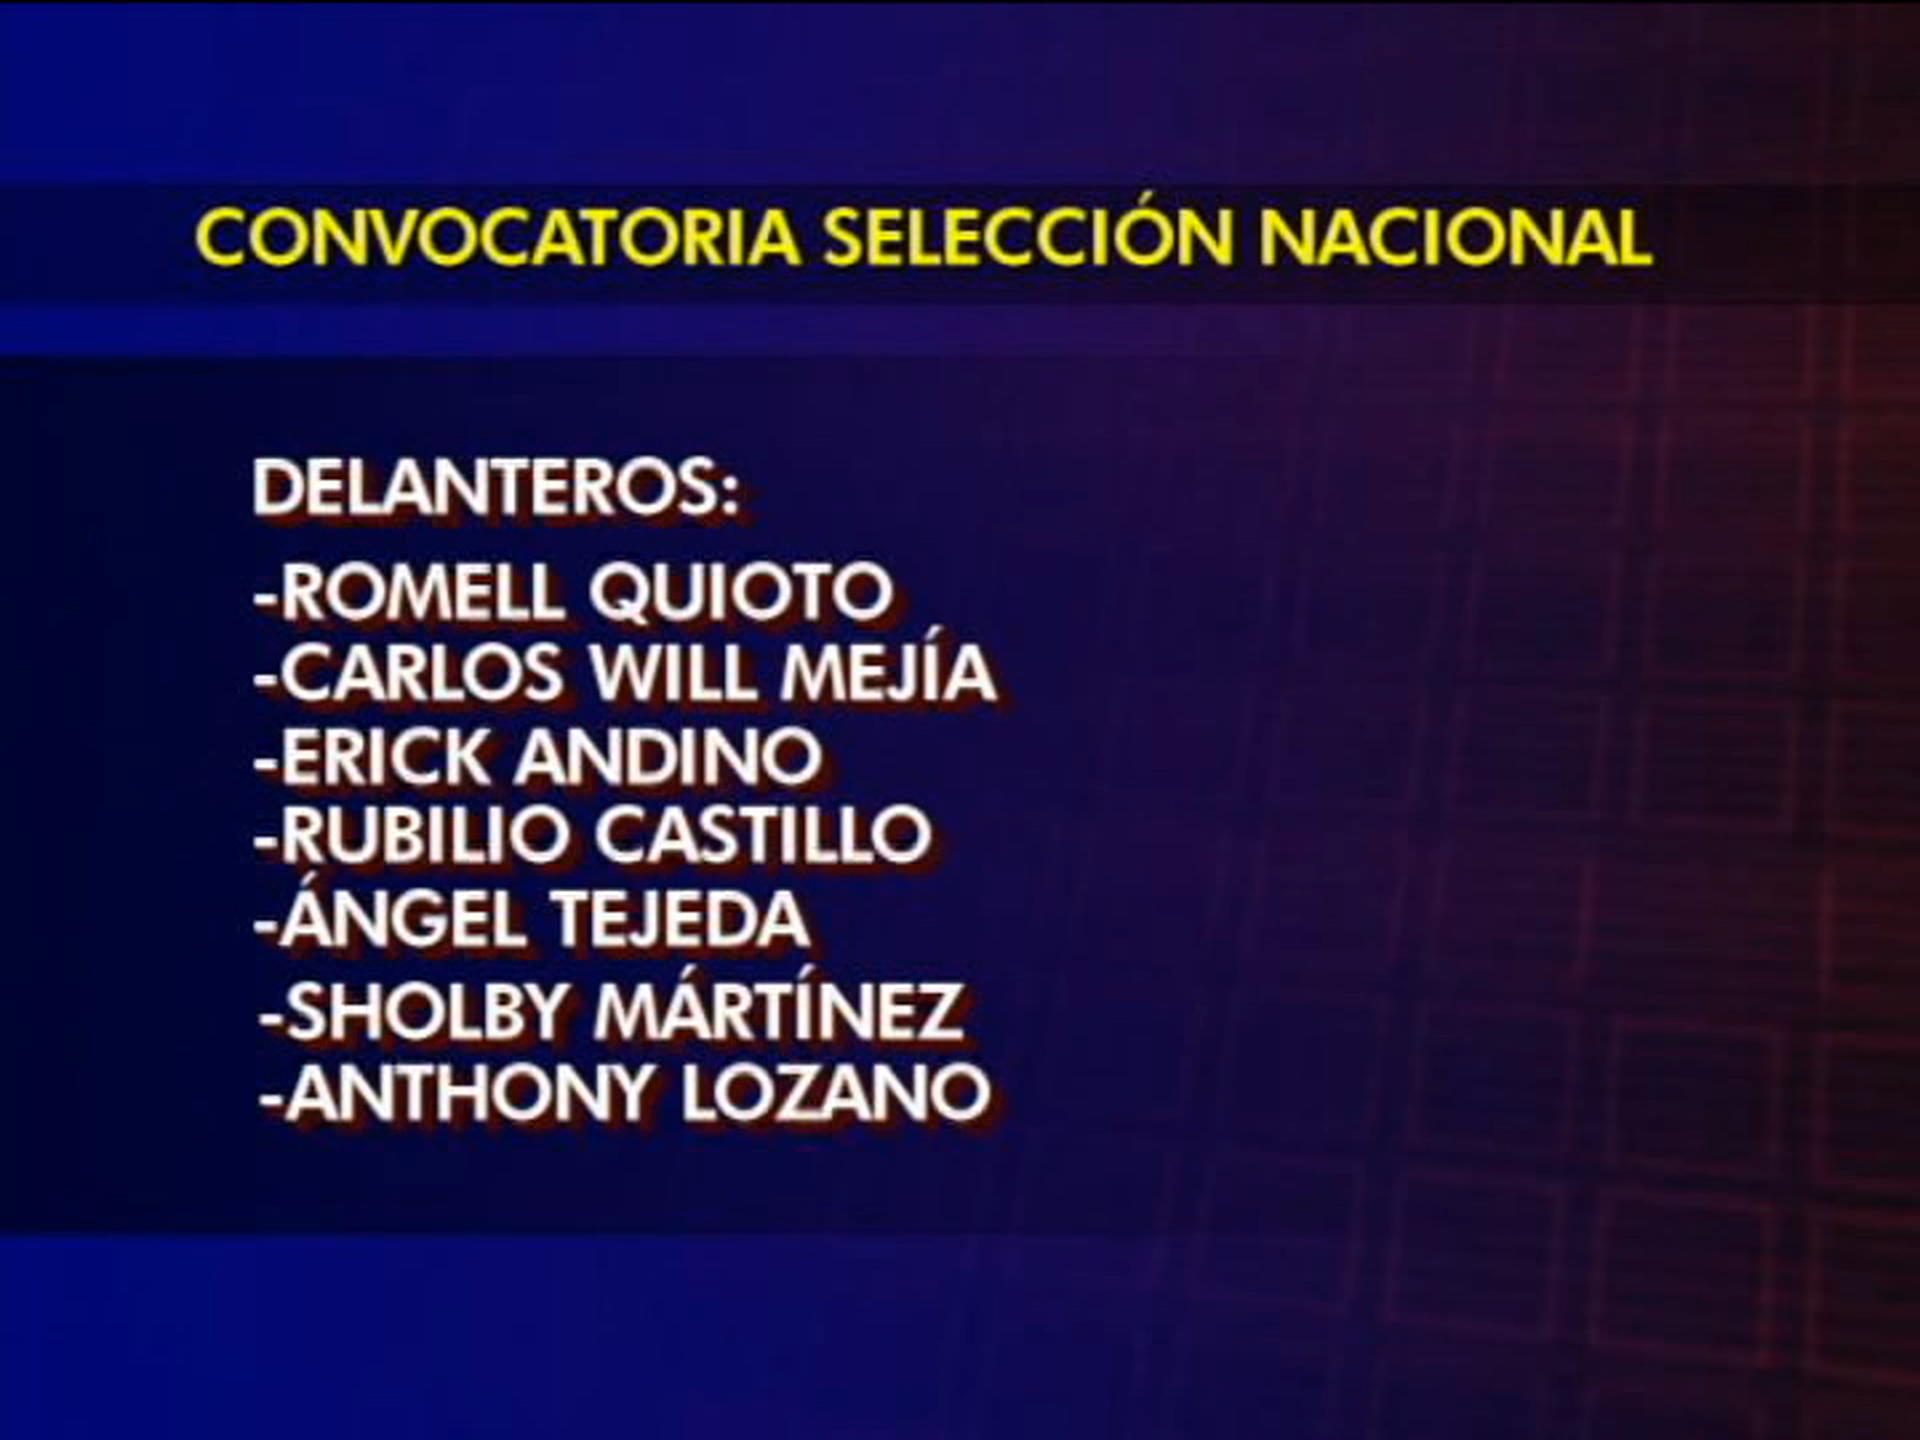 CONVOCATORIA SELECCIÓN NACIONAL
DELANTEROS:
-ROMELL QUIOTO
-CARLOS WILL MEJÍA
-ERICK ANDINO
-RUBILIO CASTILLO
-ÁNGEL TEJEDA
-SHOLBY MÁRTÍNEZ
-ANTHONY LOZANO